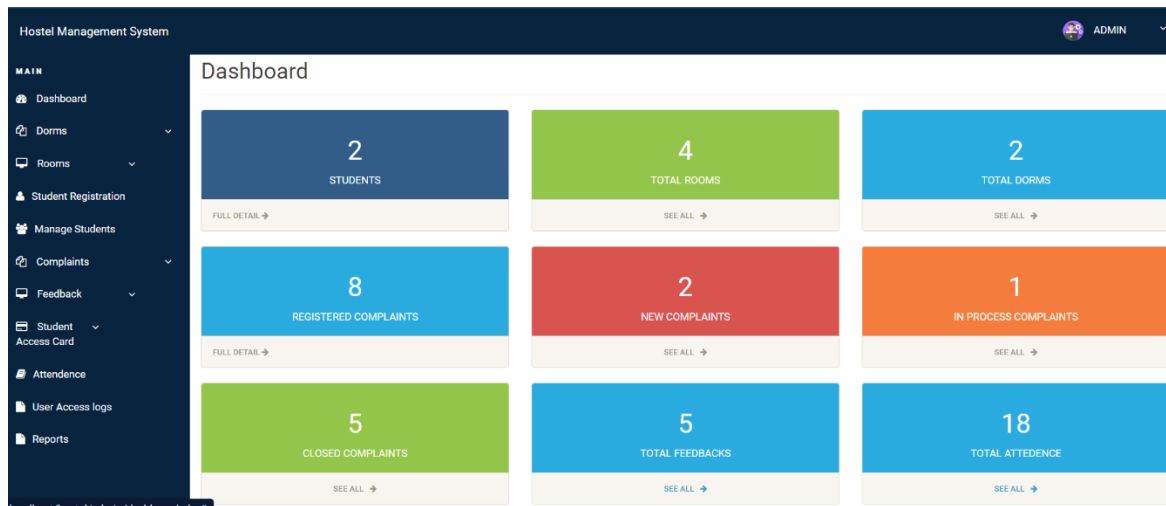 Hostel Management System
ADMIN
MAIN
Dashboard
Dorms
Rooms
Student Registration
Manage Students
Complaints
Feedback
Student
Access Card
Attendence
User Access logs
Reports
Dashboard
2
STUDENTS
FULL DETAIL
4
TOTAL ROOMS
SEE ALL
2
TOTAL DORMS
SEE ALL
8
REGISTERED COMPLAINTS
FULL DETAIL
2
NEW COMPLAINTS
SEE ALL
1
IN PROCESS COMPLAINTS
SEE ALL
5
CLOSED COMPLAINTS
SEE ALL
5
TOTAL FEEDBACKS
SEE ALL
18
TOTAL ATTEDENCE
SEE ALL